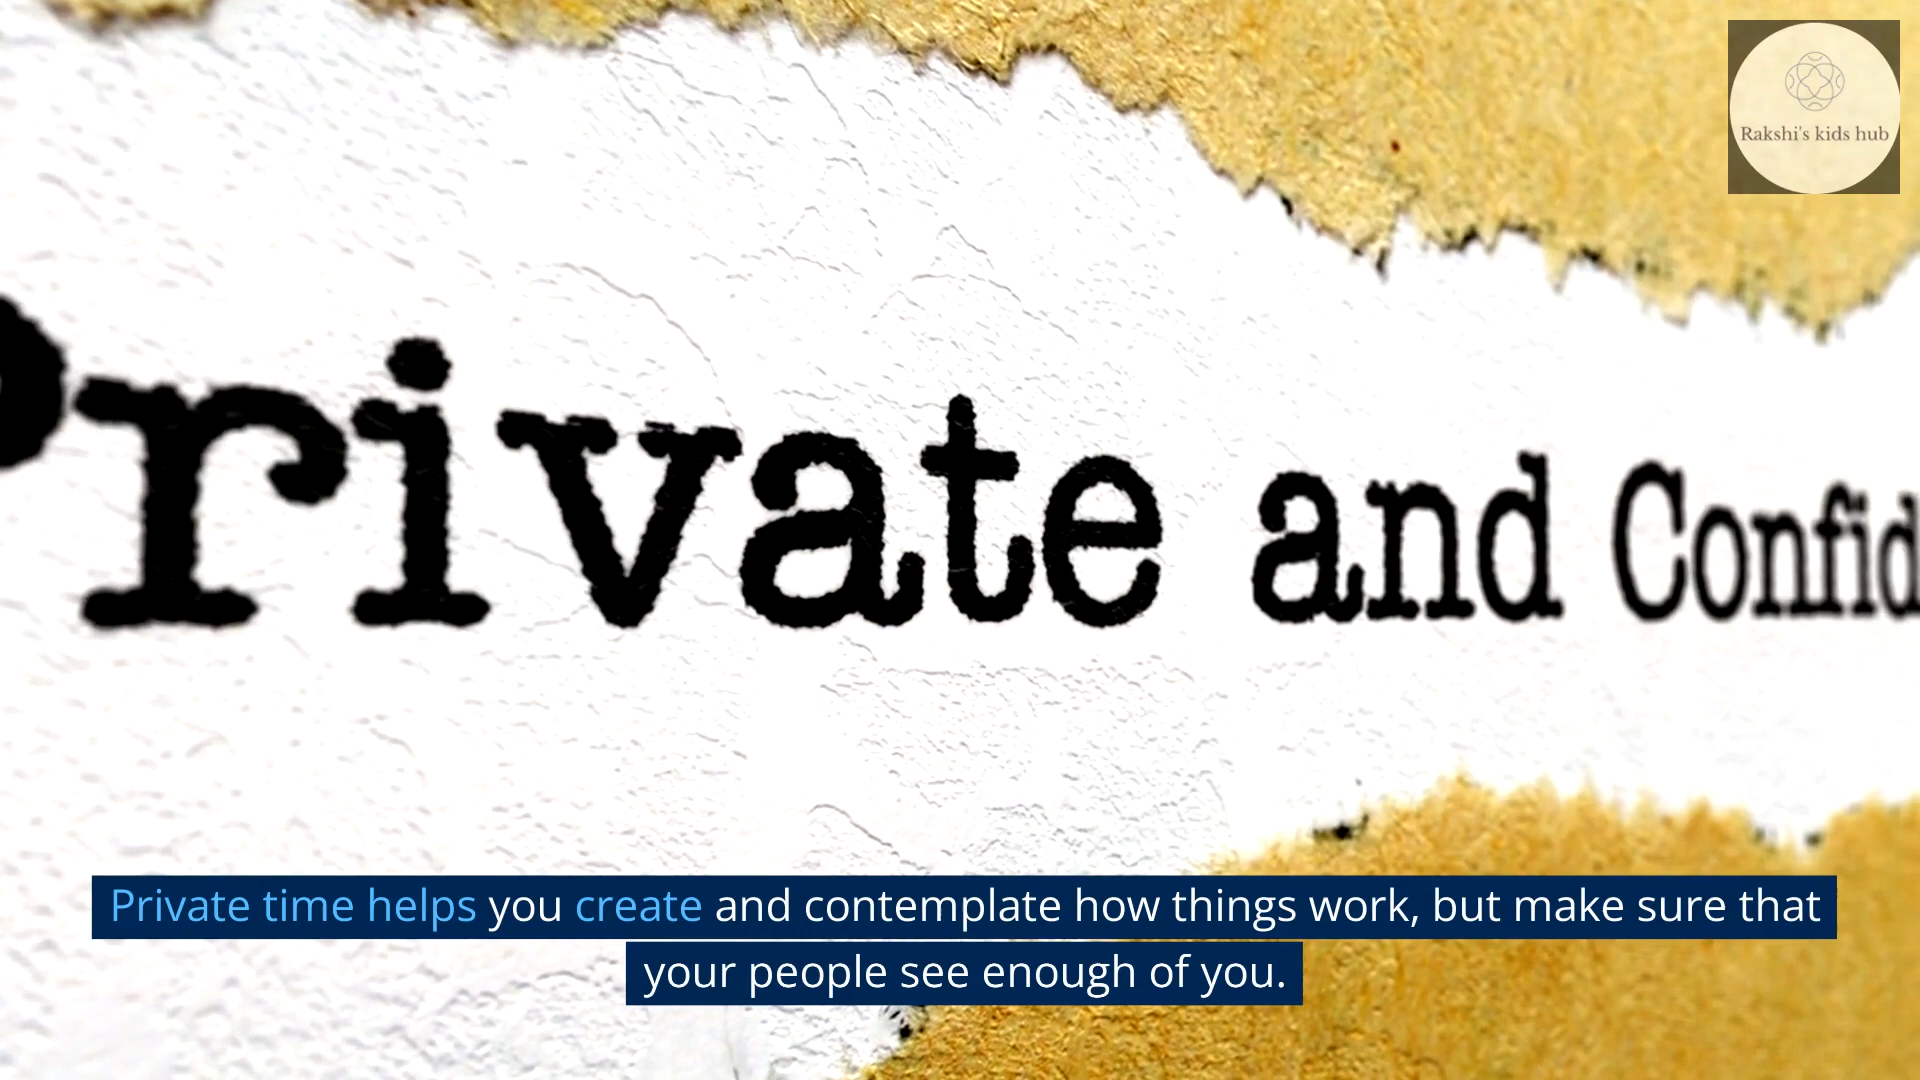 Rakshi's kids hub
Private and Confid
Private time helps you create and contemplate how things work, but make sure that
your people see enough of you.